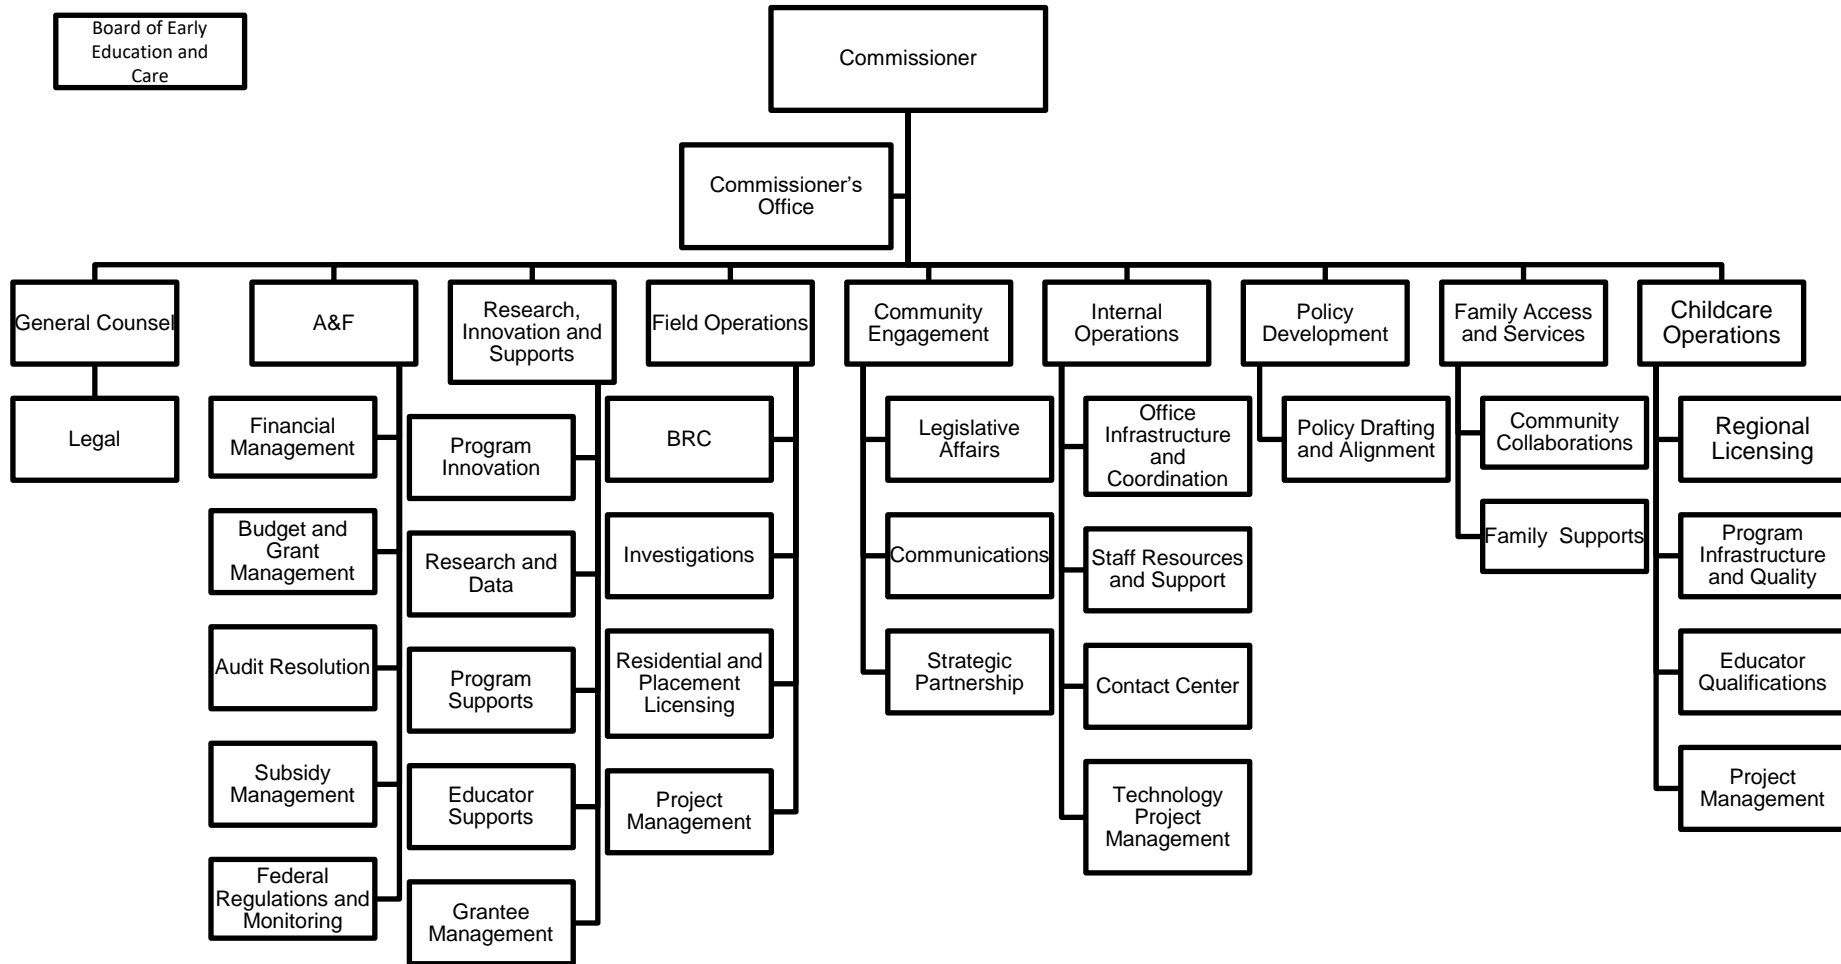 Board of Early
Education and
Care
Commissioner
Commissioner’s
Office
General Counsel
Legal
A&F
Financial
Management
Budget and
Grant
Management
Audit Resolution
Subsidy
Management
Federal
Regulations and
Monitoring
Research,
Innovation and
Supports
Program
Innovation
Research and
Data
Program
Supports
Educator
Supports
Grantee
Management
Field Operations
BRC
Investigations
Residential and
Placement
Licensing
Project
Management
Community
Engagement
Legislative
Affairs
Communications
Strategic
Partnership
Internal
Operations
Office
Infrastructure
and
Coordination
Staff Resources
and Support
Contact Center
Technology
Project
Management
Policy
Development
Policy Drafting
and Alignment
Family Access
and Services
Community
Collaborations
Family  Supports
Childcare
Operations
Regional
Licensing
Program
Infrastructure
and Quality
Educator
Qualifications
Project
Management